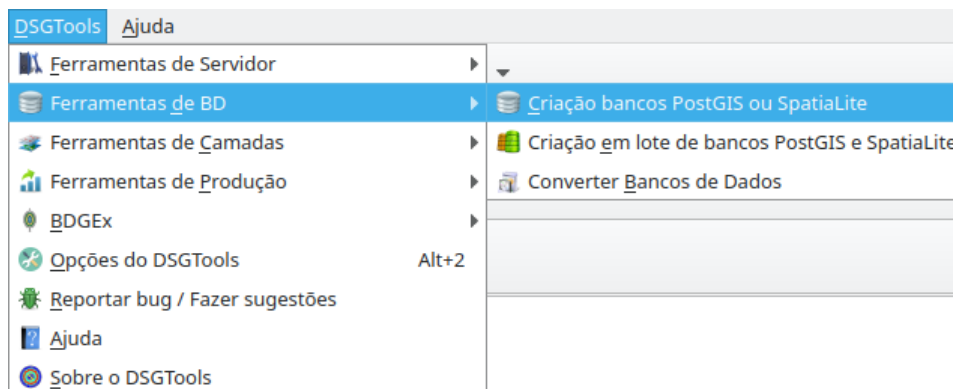 DSGTools Ajuda
Ferramentas de Servidor
Ferramentas de BD
Ferramentas de Camadas
Ferramentas de Produção
BDGEx
Opções do DSGTools Alt+2
Reportar bug / Fazer sugestões
Ajuda
Sobre o DSGTools
Criação bancos PostGIS ou SpatiaLite
Criação em lote de bancos PostGIS e SpatiaLite
Converter Bancos de Dados